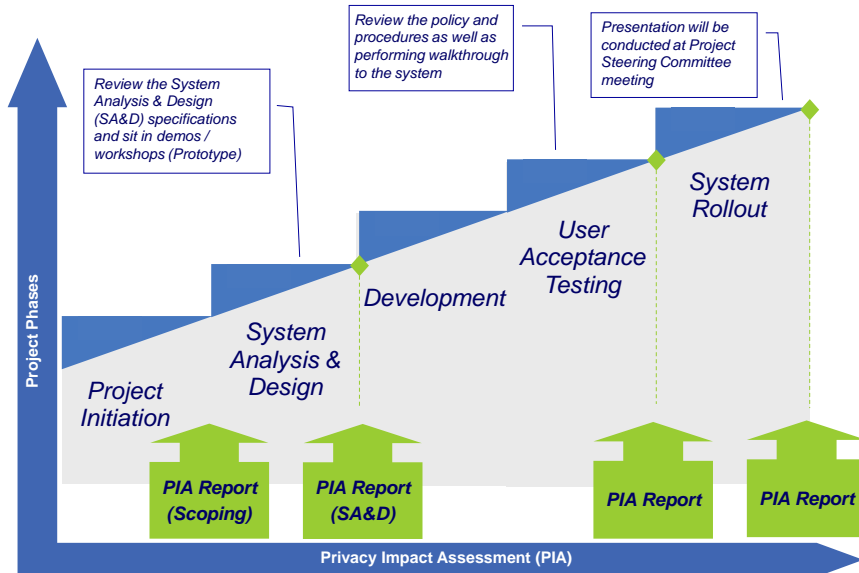 Review the policy and
procedures as well as
performing walkthrough
to the system
Presentation will be
conducted at Project
Steering Committee
meeting
Review the System
Analysis & Design
(SA&D) specifications
and sit in demos /
workshops (Prototype)
Project Phases
System
Rollout
User
Acceptance
Testing
Development
System
Analysis &
Design
Project
Initiation
PIA Report
(Scoping)
PIA Report
(SA&D)
PIA Report
PIA Report
Privacy Impact Assessment (PIA)